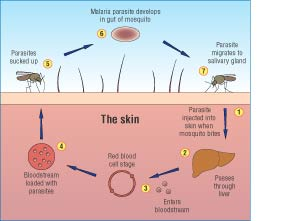 Malaria parasite develops
in gut of mosquito
6
Parasites
sucked up
5
Parasite
migrates to
salivary gland
7
The skin
Parasite
injected into
skin when
mosquito bites
1
4
Red blood
cell stage
2
Bloodstream
loaded with
parasites
3
Passes
through
liver
Enters
bloodstream